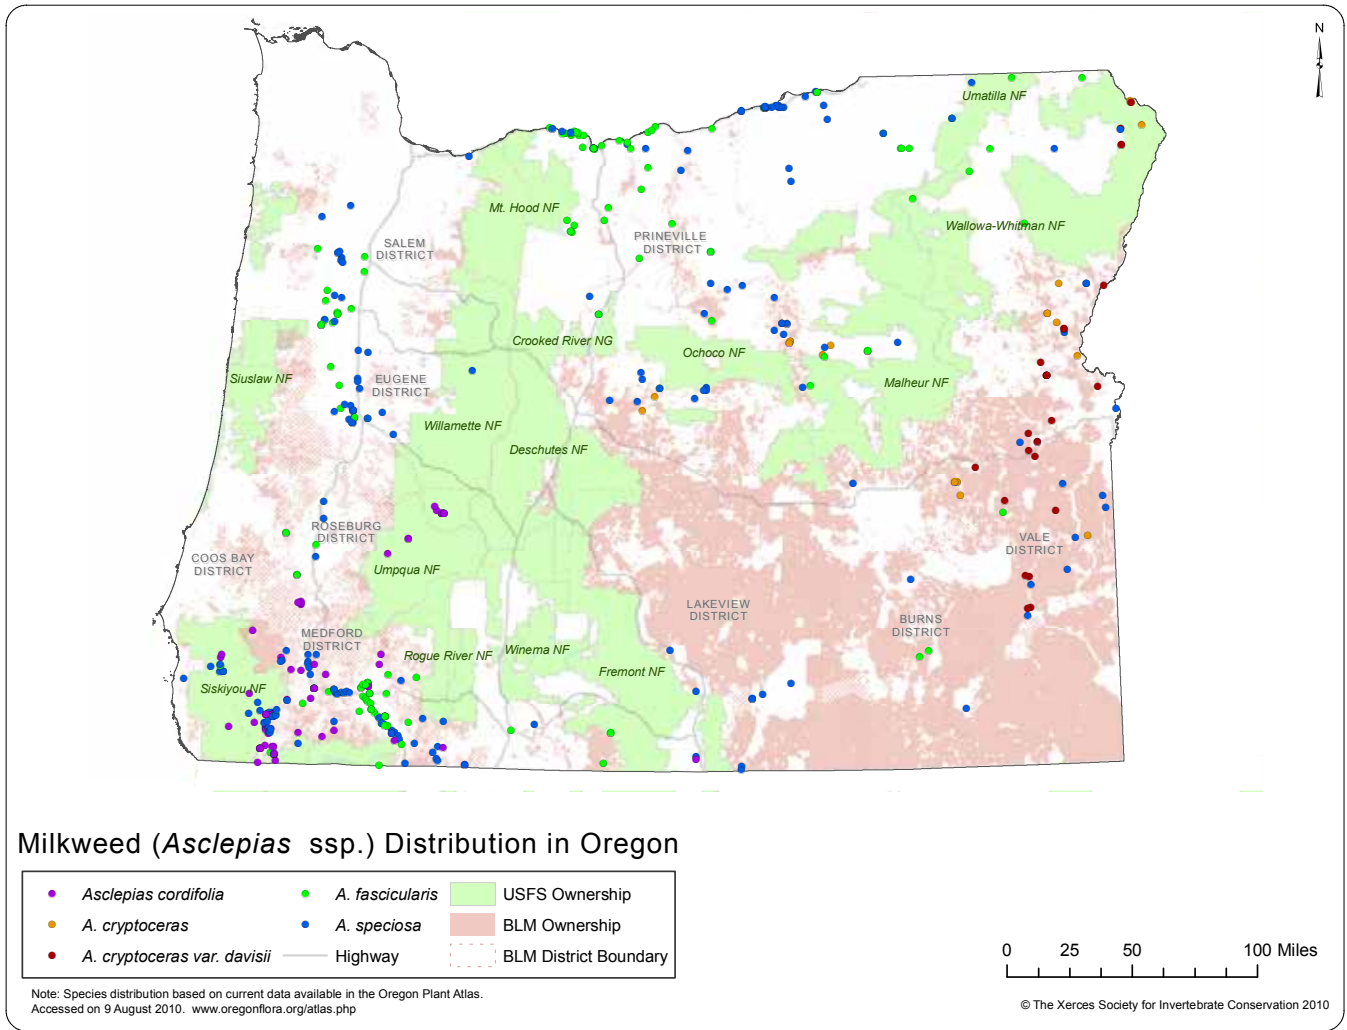 N
Umatilla NF
Mt. Hood NF
Wallowa-Whitman NF
SALEM
DISTRICT
PRINEVILLE
DISTRICT
Crooked River NG
Ochoco NF
Siuslaw NF
EUGENE
DISTRICT
Malheur NF
Willamette NF
Deschutes NF
ROSEBURG
DISTRICT
COOS BAY
DISTRICT
VALE
DISTRICT
Umpqua NF
LAKEVIEW
DISTRICT
BURNS
DISTRICT
MEDFORD
DISTRICT
Rogue River NF
Winema NF
Fremont NF
Siskiyou NF
Milkweed (Asclepias ssp.) Distribution in Oregon
Asclepias cordifolia
A. fascicularis
USFS Ownership
A. cryptoceras
A. speciosa
BLM Ownership
A. cryptoceras var. davisii
Highway
BLM District Boundary
0 25 50 100 Miles
Note: Species distribution based on current data available in the Oregon Plant Atlas.
Accessed on 9 August 2010. www.oregonflora.org/atlas.php
© The Xerces Society for Invertebrate Conservation 2010